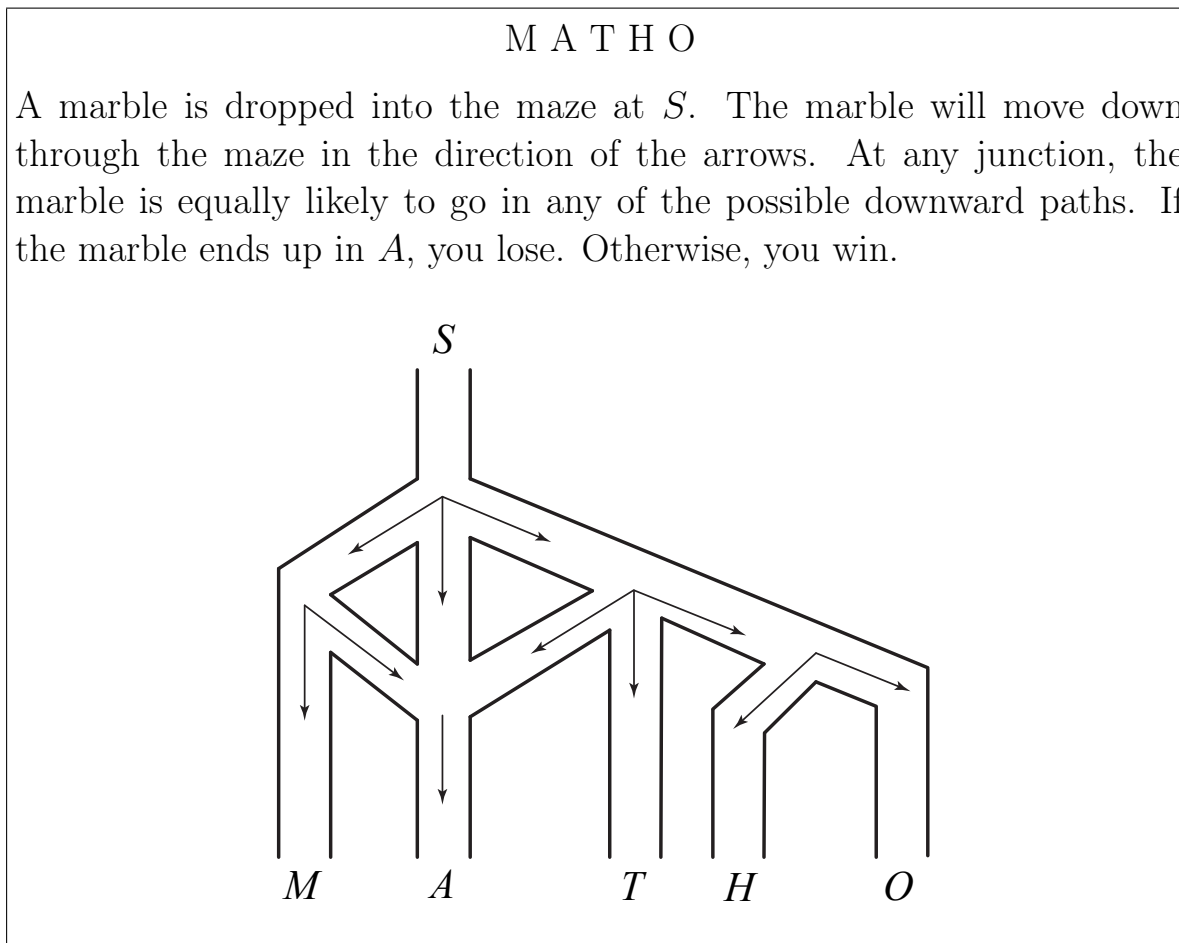 M A T H O
A marble is dropped into the maze at S. The marble will move down
through the maze in the direction of the arrows. At any junction, the
marble is equally likely to go in any of the possible downward paths. If
the marble ends up in A, you lose. Otherwise, you win.
S
M A T H O